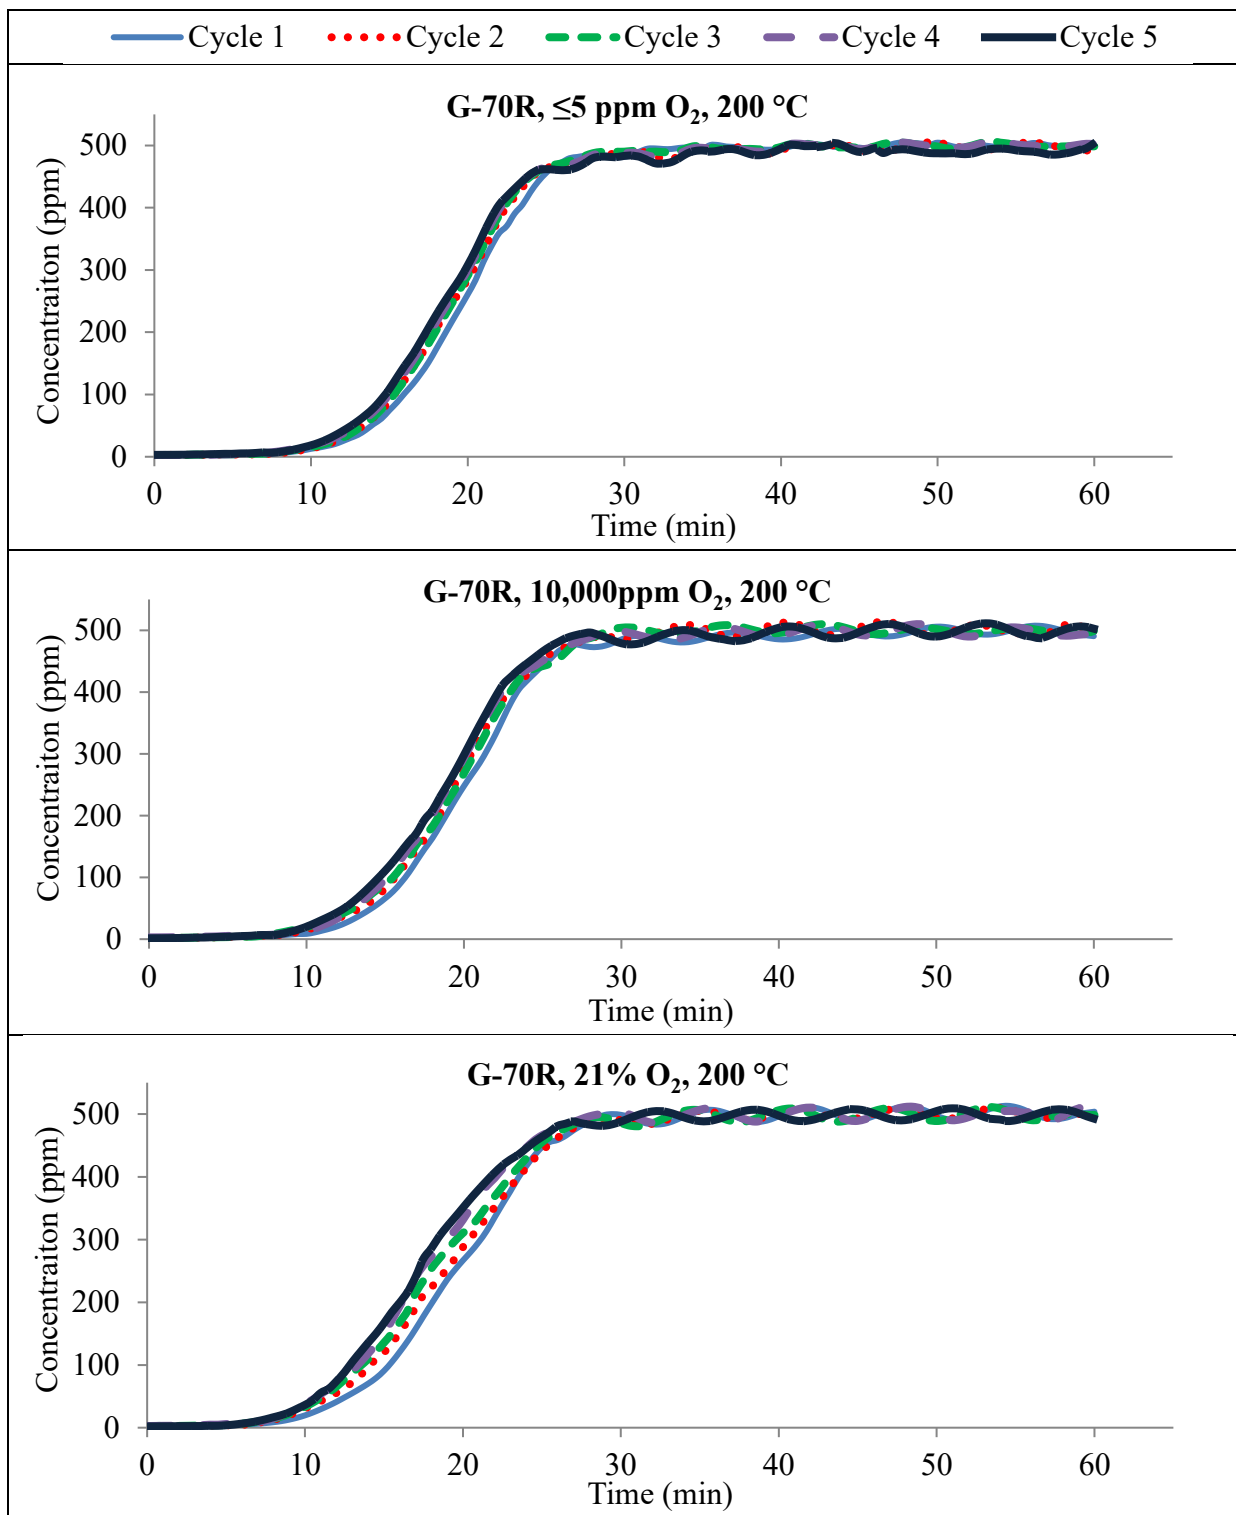 Cycle 1 Cycle 2 Cycle 3 Cycle 4 Cycle 5
G-70R, ≤5 ppm O₂, 200 °C
500
400
300
200
100
0
Concentraiton (ppm)
0 10 20 30 40 50 60
Time (min)
G-70R, 10,000ppm O₂, 200 °C
500
400
300
200
100
0
Concentraiton (ppm)
0 10 20 30 40 50 60
Time (min)
G-70R, 21% O₂, 200 °C
500
400
300
200
100
0
Concentraiton (ppm)
0 10 20 30 40 50 60
Time (min)